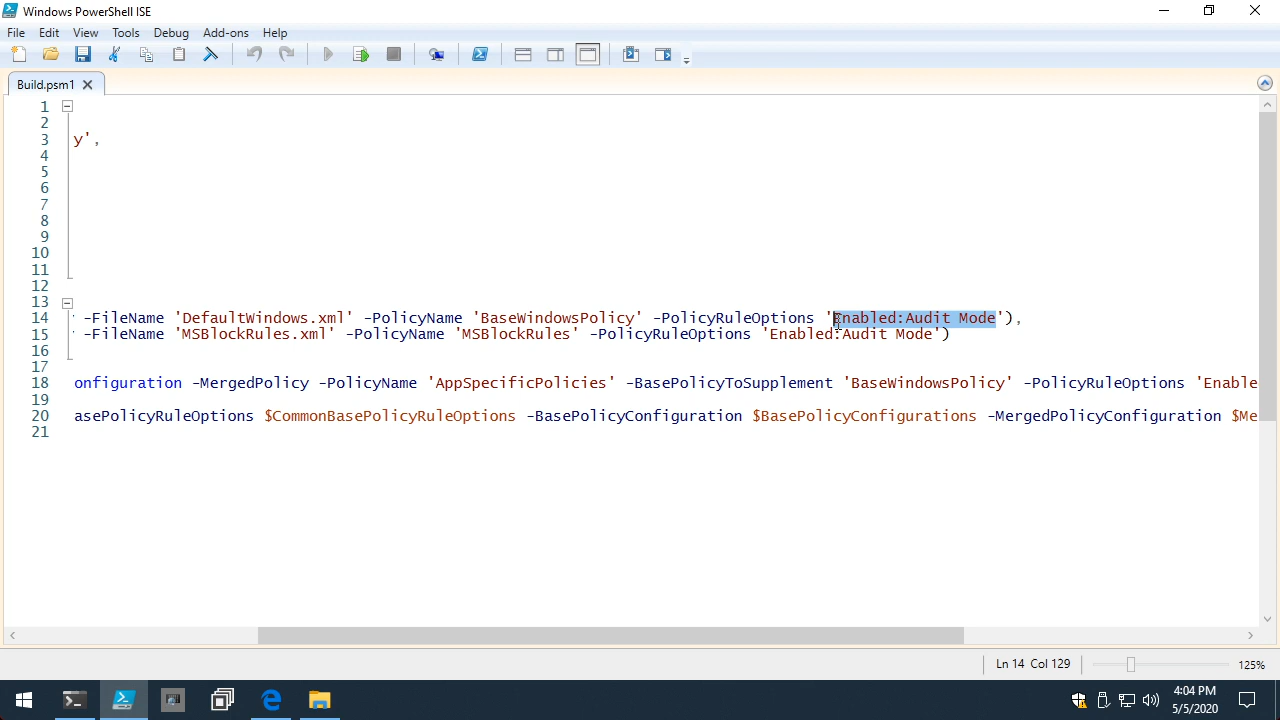 Windows PowerShell ISE
File Edit View Tools Debug Add-ons Help
Build.psm1
1
2
3 y',
4
5
6
7
8
9
10
11
12
13
14 ' -FileName 'DefaultWindows.xml' -PolicyName 'BaseWindowsPolicy' -PolicyRuleOptions 'Enabled:Audit Mode'),
15 ' -FileName 'MSBlockRules.xml' -PolicyName 'MSBlockRules' -PolicyRuleOptions 'Enabled:Audit Mode')
16
17
18 onfiguration -MergedPolicy -PolicyName 'AppSpecificPolicies' -BasePolicyToSupplement 'BaseWindowsPolicy' -PolicyRuleOptions 'Enable
19
20 asePolicyRuleOptions $CommonBasePolicyRuleOptions -BasePolicyConfiguration $BasePolicyConfigurations -MergedPolicyConfiguration $Me
21
Ln 14 Col 129 125%
4:04 PM
5/5/2020